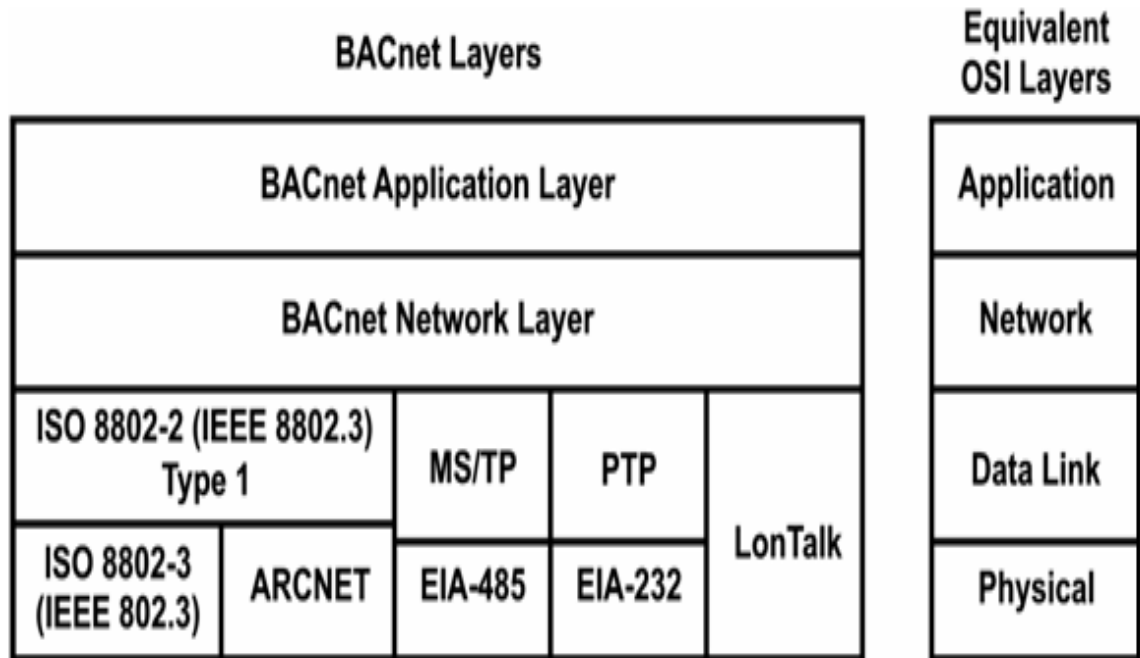 BACnet Layers
Equivalent
OSI Layers
BACnet Application Layer
Application
BACnet Network Layer
Network
ISO 8802-2 (IEEE 8802.3)
Type 1
MS/TP
PTP
LonTalk
Data Link
ISO 8802-3
(IEEE 802.3)
ARCNET
EIA-485
EIA-232
Physical